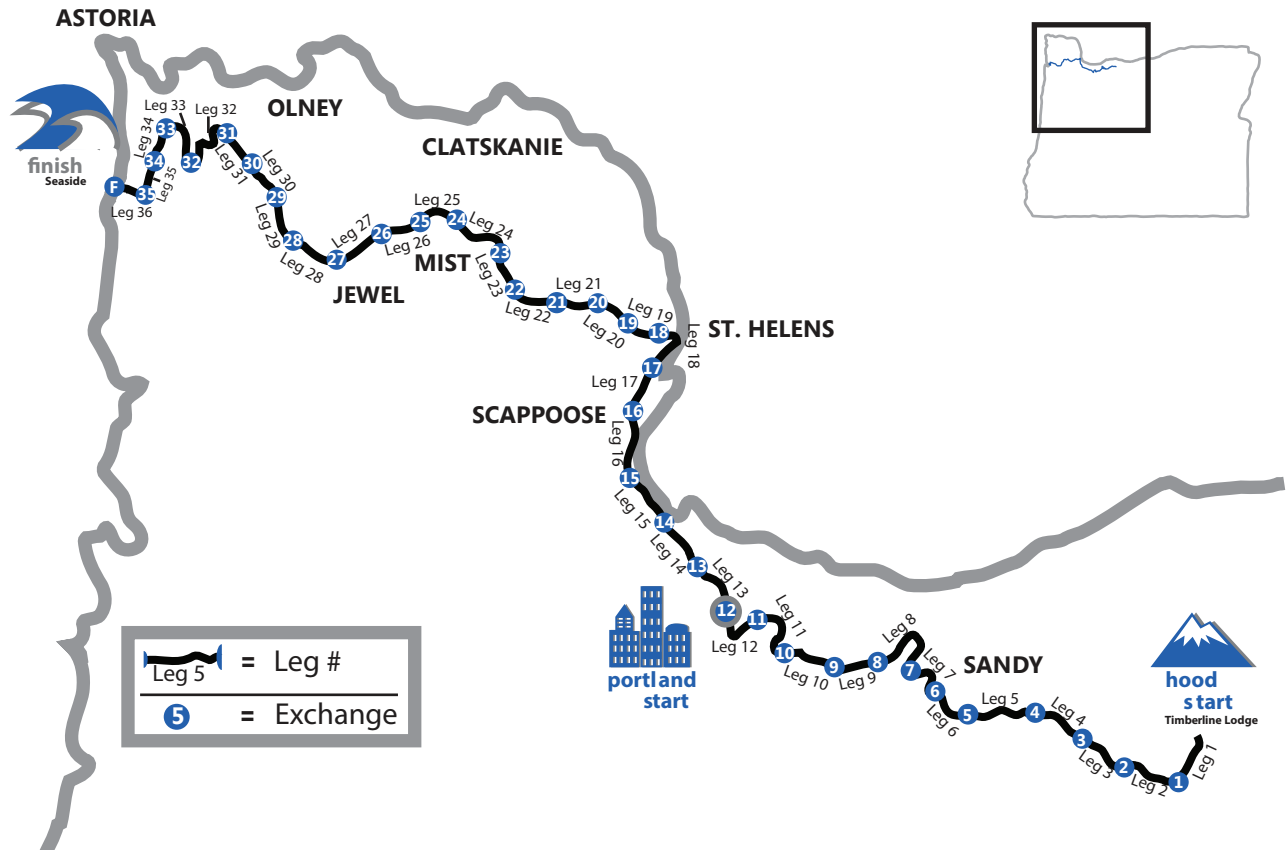 ASTORIA
OLNEY
CLATSKANIE
finish
Seaside
F
Leg 36
35
Leg 35
34
Leg 34
33
Leg 33
32
Leg 32
31
Leg 31
30
Leg 30
29
Leg 29
28
Leg 28
27
Leg 27
26
Leg 26
25
Leg 25
24
Leg 24
23
Leg 23
22
Leg 22
21
Leg 21
20
Leg 20
19
Leg 19
18
Leg 18
MIST
JEWEL
ST. HELENS
17
Leg 17
SCAPPOOSE
16
Leg 16
15
Leg 15
14
Leg 14
13
Leg 13
12
Leg 12
11
Leg 11
10
Leg 10
9
Leg 9
8
Leg 8
7
Leg 7
6
Leg 6
5
Leg 5
4
Leg 4
3
Leg 3
2
Leg 2
1
Leg 1
SANDY
portland
start
hood
start
Timberline Lodge
Leg 5 = Leg #
5 = Exchange